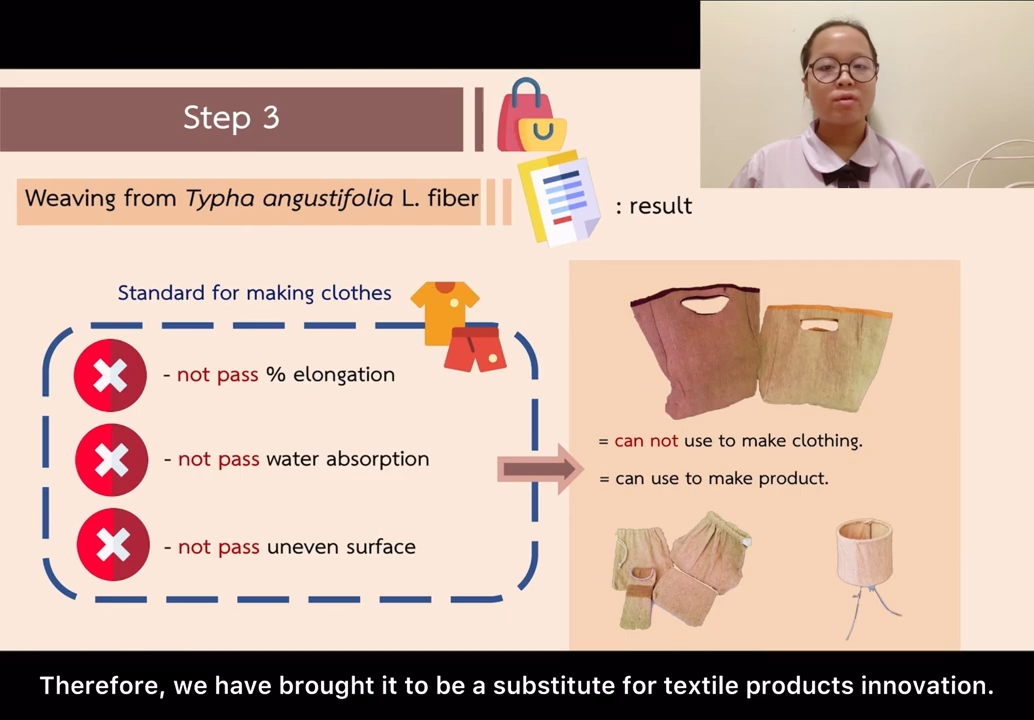 Step 3
Weaving from Typha angustifolia L. fiber
: result
Standard for making clothes
- not pass % elongation
- not pass water absorption
- not pass uneven surface
= can not use to make clothing.
= can use to make product.
Therefore, we have brought it to be a substitute for textile products innovation.